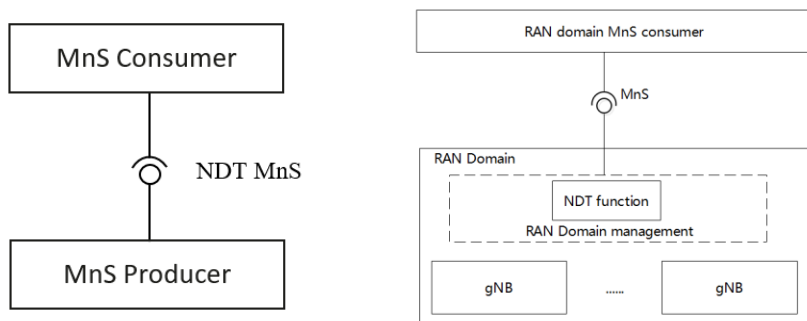 MnS Consumer
NDT MnS
MnS Producer
RAN domain MnS consumer
MnS
RAN Domain
NDT function
RAN Domain management
gNB
......
gNB